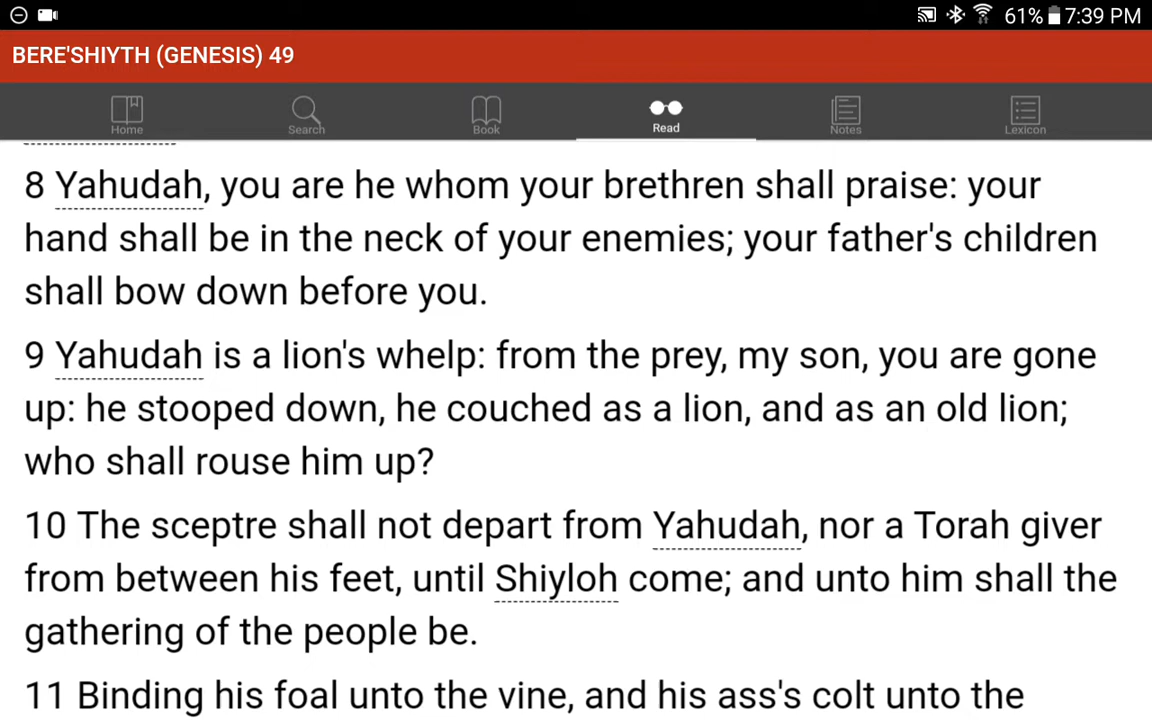 61% 7:39 PM
BERE'SHIYTH (GENESIS) 49
Home Search Book Read Notes Lexicon
8 Yahudah, you are he whom your brethren shall praise: your
hand shall be in the neck of your enemies; your father's children
shall bow down before you.
9 Yahudah is a lion's whelp: from the prey, my son, you are gone
up: he stooped down, he couched as a lion, and as an old lion;
who shall rouse him up?
10 The sceptre shall not depart from Yahudah, nor a Torah giver
from between his feet, until Shiyloh come; and unto him shall the
gathering of the people be.
11 Binding his foal unto the vine, and his ass's colt unto the